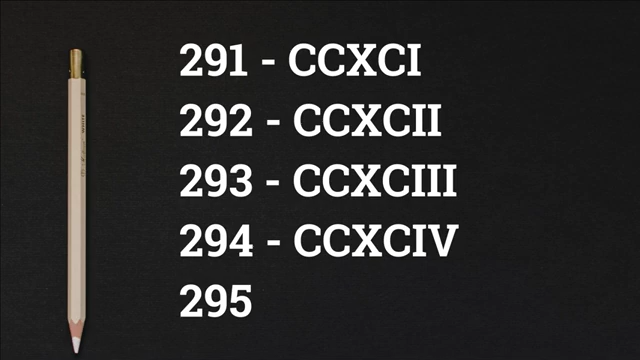 291 - CCXCI
292 - CCXCII
293 - CCXCIII
294 - CCXCIV
295